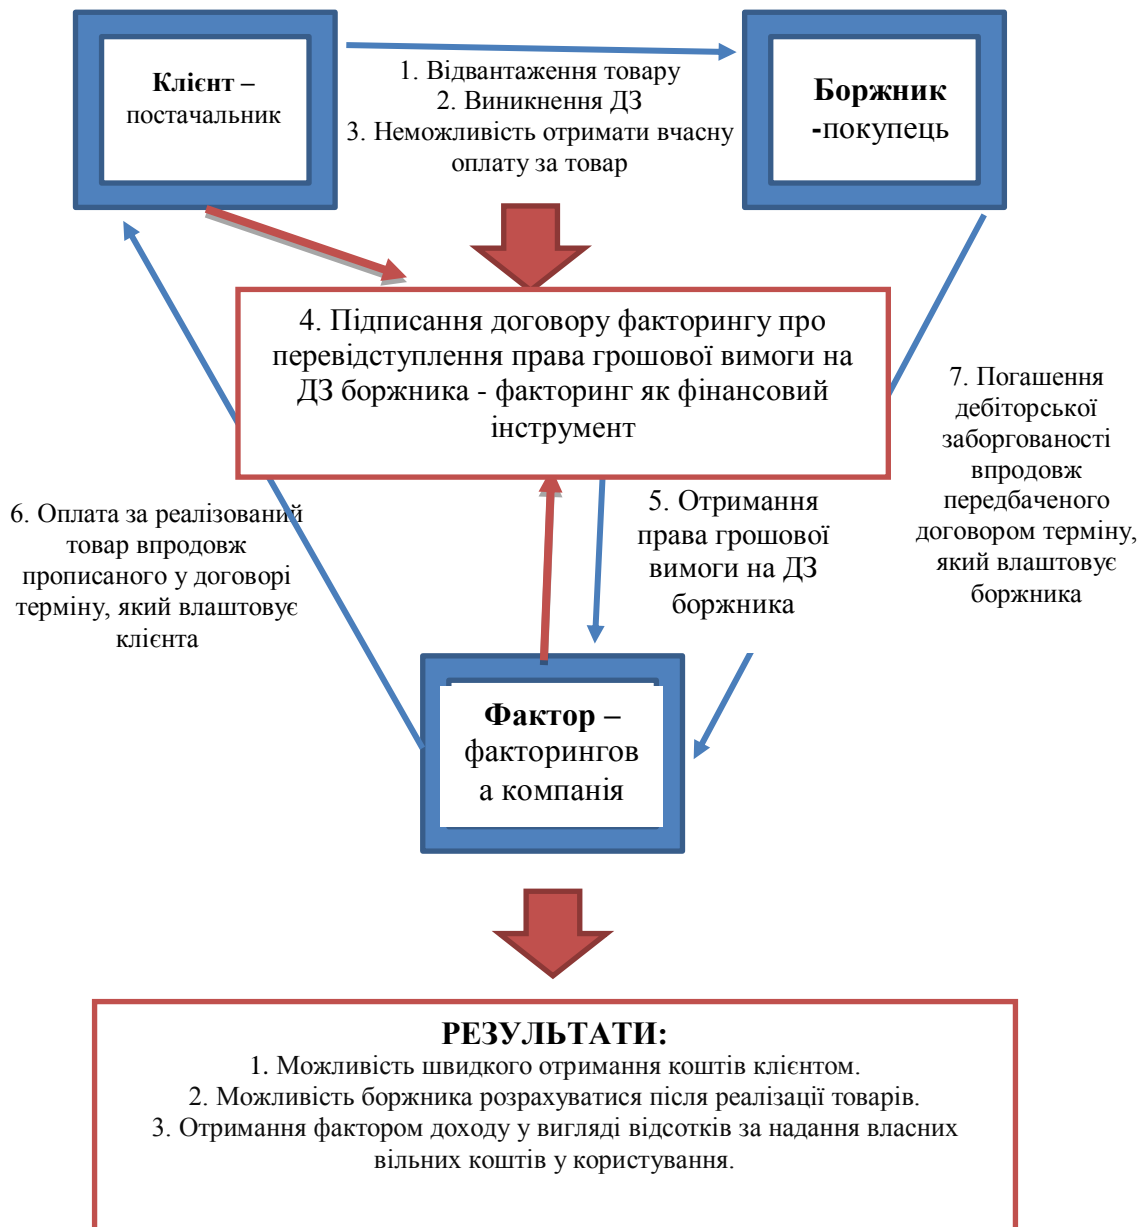 Клієнт –
постачальник
1. Відвантаження товару
2. Виникнення ДЗ
3. Неможливість отримати вчасну
оплату за товар
Боржник
-покупець
4. Підписання договору факторингу про
перевідступлення права грошової вимоги на
ДЗ боржника - факторинг як фінансовий
інструмент
7. Погашення
дебіторської
заборгованості
впродовж
передбаченого
договором терміну,
який влаштовує
боржника
5. Отримання
права грошової
вимоги на ДЗ
боржника
6. Оплата за реалізований
товар впродовж
прописаного у договорі
терміну, який влаштовує
клієнта
Фактор –
факторингов
а компанія
РЕЗУЛЬТАТИ:
1. Можливість швидкого отримання коштів клієнтом.
2. Можливість боржника розрахуватися після реалізації товарів.
3. Отримання фактором доходу у вигляді відсотків за надання власних
вільних коштів у користування.